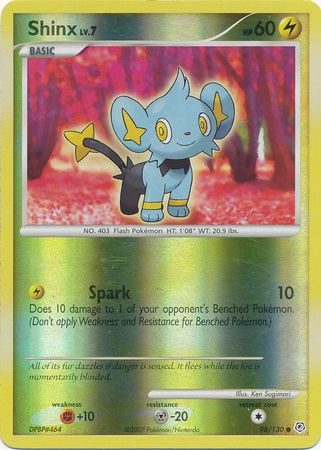 Shinx LV.7 HP 60
BASIC
NO. 403 Flash Pokémon HT: 1'08" WT: 20.9 lbs.
Spark 10
Does 10 damage to 1 of your opponent's Benched Pokémon.
(Don't apply Weakness and Resistance for Benched Pokémon.)
All of its fur dazzles if danger is sensed. It flees while the foe is
momentarily blinded.
Illus. Ken Sugimori
weakness resistance retreat cost
+10 -20
DPBP#464 ©2007 Pokémon/Nintendo 98/130